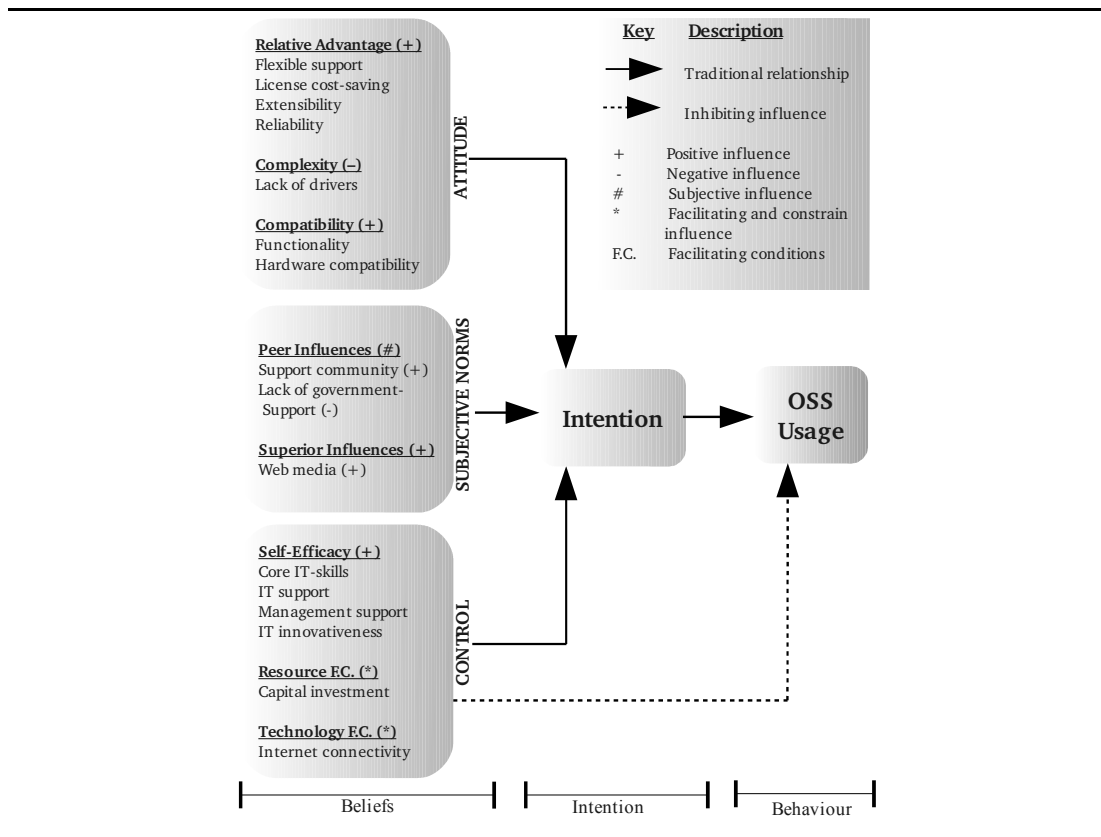 Relative Advantage (+)
Flexible support
License cost-saving
Extensibility
Reliability
Complexity (–)
Lack of drivers
Compatibility (+)
Functionality
Hardware compatibility
ATTITUDE
Key Description
Traditional relationship
Inhibiting influence
+ Positive influence
- Negative influence
# Subjective influence
* Facilitating and constrain
influence
F.C. Facilitating conditions
Peer Influences (#)
Support community (+)
Lack of government-
Support (-)
Superior Influences (+)
Web media (+)
SUBJECTIVE NORMS
Intention
OSS
Usage
Self-Efficacy (+)
Core IT-skills
IT support
Management support
IT innovativeness
Resource F.C. (*)
Capital investment
Technology F.C. (*)
Internet connectivity
CONTROL
Beliefs
Intention
Behaviour